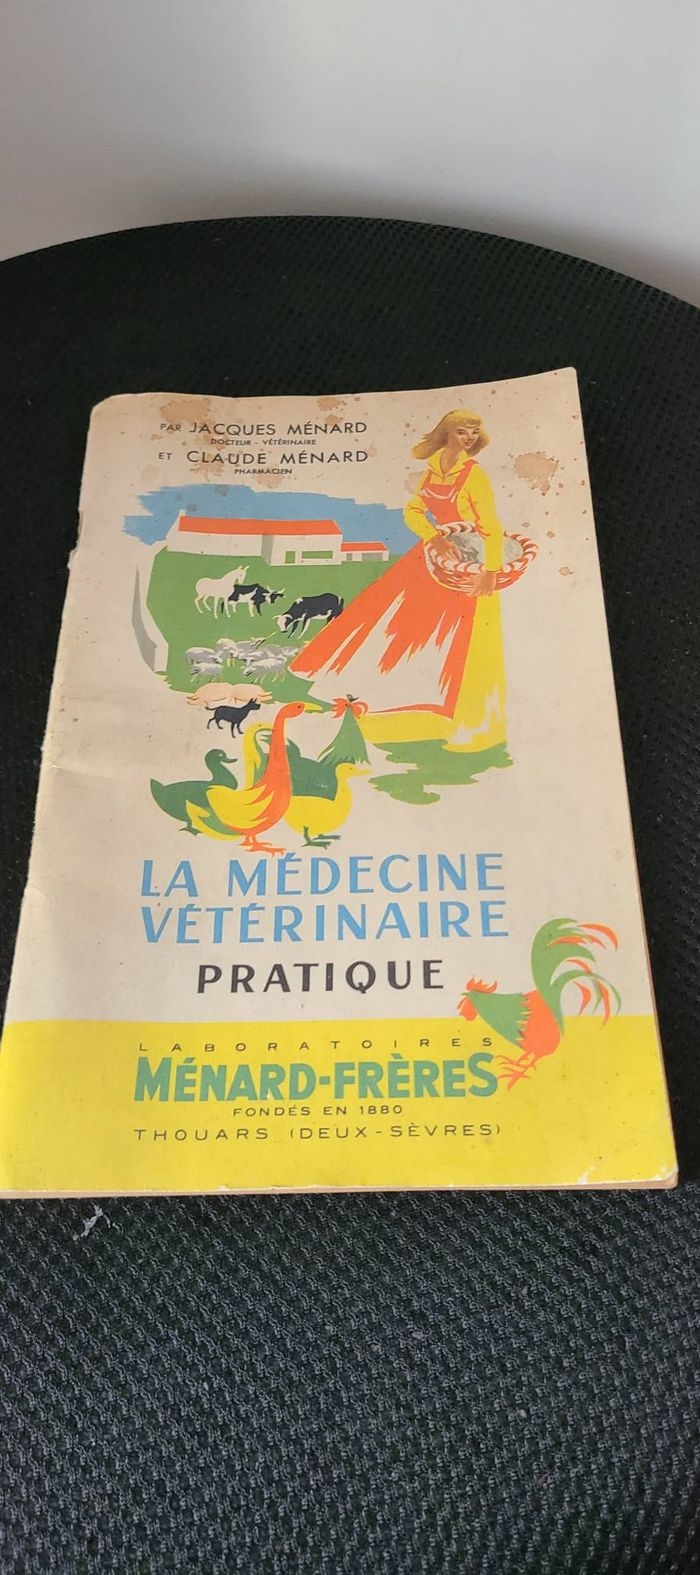 PAR JACQUES MÉNARD
DOCTEUR - VÉTÉRINAIRE
ET CLAUDE MÉNARD
PHARMACIEN
LA MÉDECINE
VÉTÉRINAIRE
PRATIQUE
LABORATOIRES
MÉNARD-FRÈRES
FONDÉS EN 1880
THOUARS (DEUX-SÈVRES)